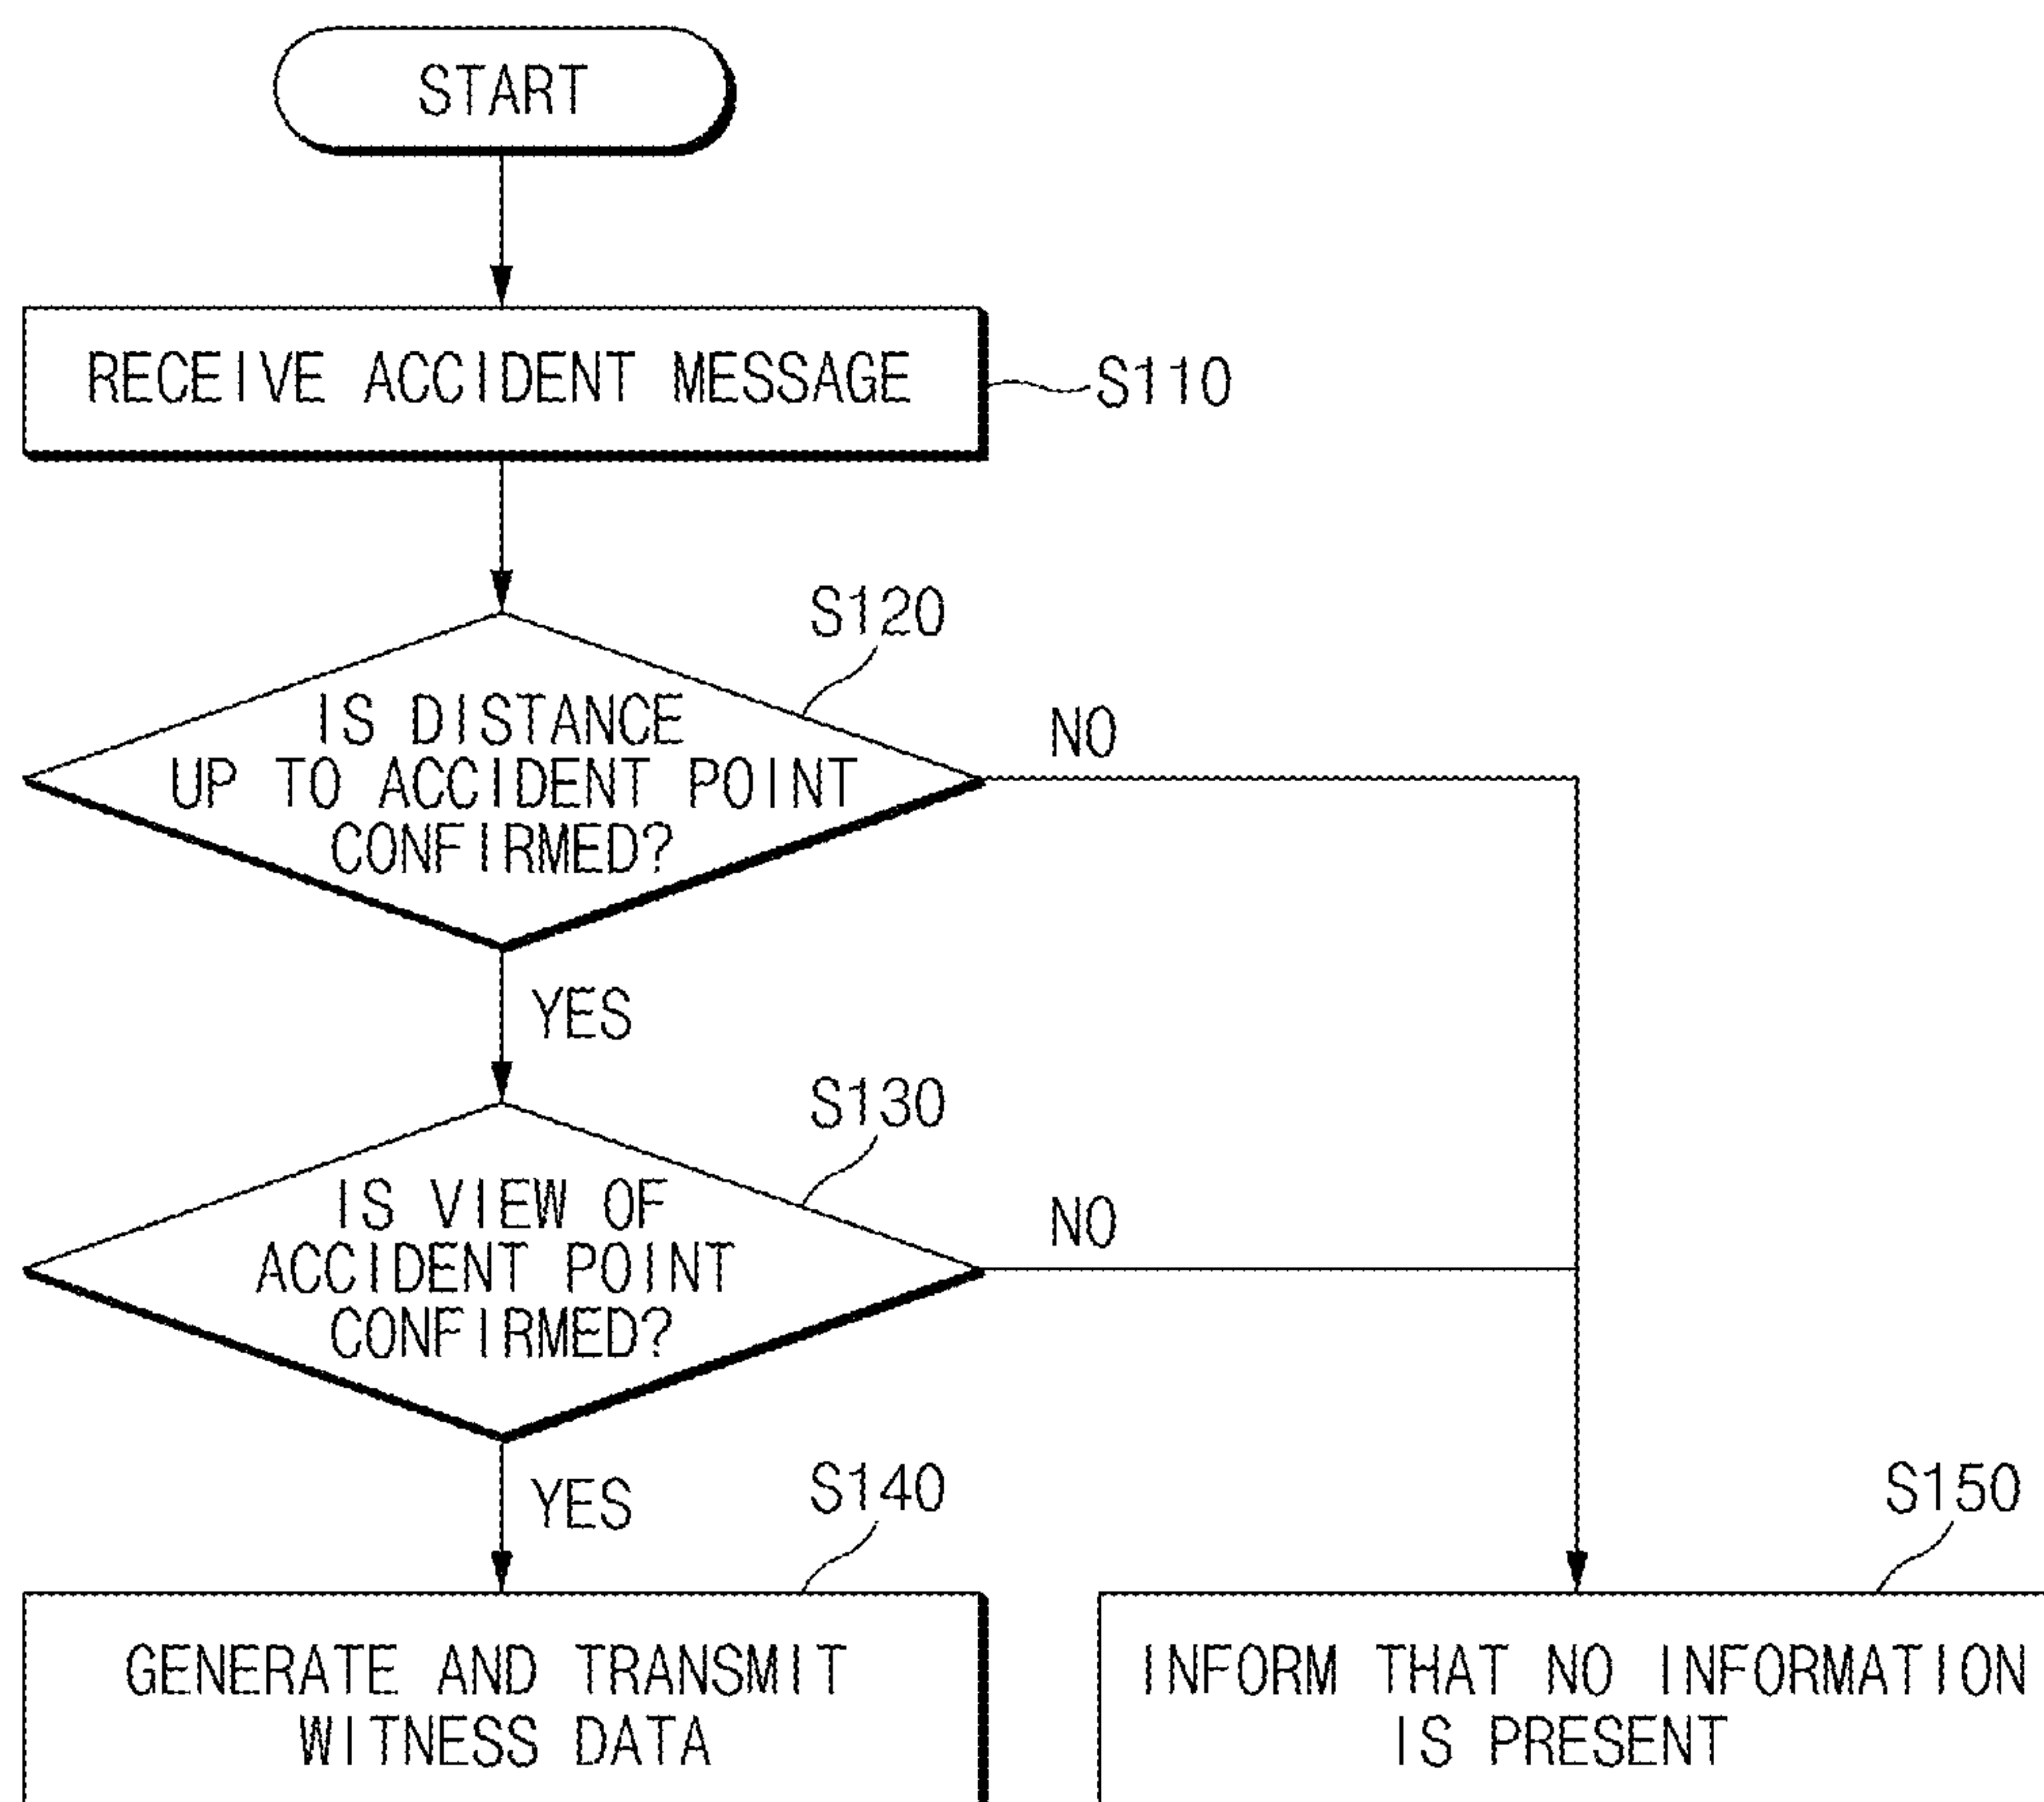 START
RECEIVE ACCIDENT MESSAGE
S110
S120
IS DISTANCE
UP TO ACCIDENT POINT
CONFIRMED?
NO
YES
S130
IS VIEW OF
ACCIDENT POINT
CONFIRMED?
NO
YES
S140
GENERATE AND TRANSMIT
WITNESS DATA
S150
INFORM THAT NO INFORMATION
IS PRESENT